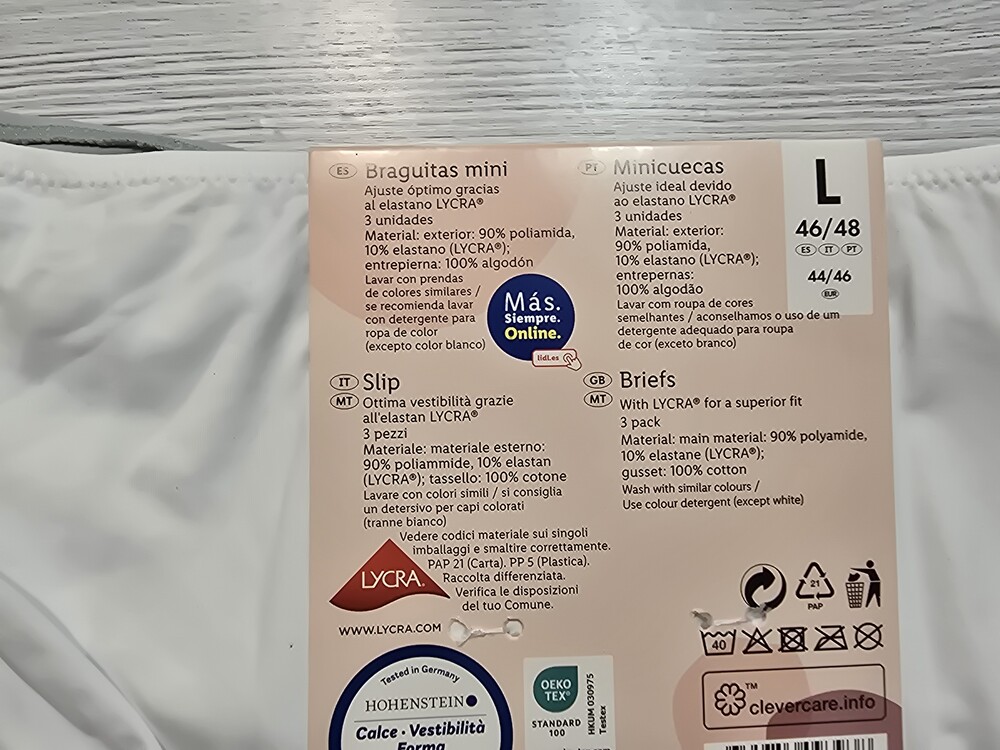 ES Braguitas mini
Ajuste óptimo gracias
al elastano LYCRA®
3 unidades
Material: exterior: 90% poliamida,
10% elastano (LYCRA®);
entrepierna: 100% algodón
Lavar con prendas
de colores similares /
se recomienda lavar
con detergente para
ropa de color
(excepto color blanco)
Más.
Siempre.
Online.
lidl.es
PT Minicuecas
Ajuste ideal devido
ao elastano LYCRA®
3 unidades
Material: exterior:
90% poliamida,
10% elastano (LYCRA®);
entrepernas:
100% algodão
Lavar com roupa de cores
semelhantes / aconselhamos o uso de um
detergente adequado para roupa
de cor (exceto branco)
L
46/48
ES IT PT
44/46
EUR
IT MT Slip
Ottima vestibilità grazie
all'elastan LYCRA®
3 pezzi
Materiale: materiale esterno:
90% poliammide, 10% elastan
(LYCRA®); tassello: 100% cotone
Lavare con colori simili / si consiglia
un detersivo per capi colorati
(tranne bianco)
GB MT Briefs
With LYCRA® for a superior fit
3 pack
Material: main material: 90% polyamide,
10% elastane (LYCRA®);
gusset: 100% cotton
Wash with similar colours /
Use colour detergent (except white)
Vedere codici materiale sui singoli
imballaggi e smaltire correttamente.
PAP 21 (Carta). PP 5 (Plastica).
Raccolta differenziata.
Verifica le disposizioni
del tuo Comune.
LYCRA®
WWW.LYCRA.COM
21
PAP
40
Tested in Germany
HOHENSTEIN
Calce · Vestibilità
Forma
OEKO
TEX®
STANDARD
100
HKUM 030975
Testex
™
clevercare.info